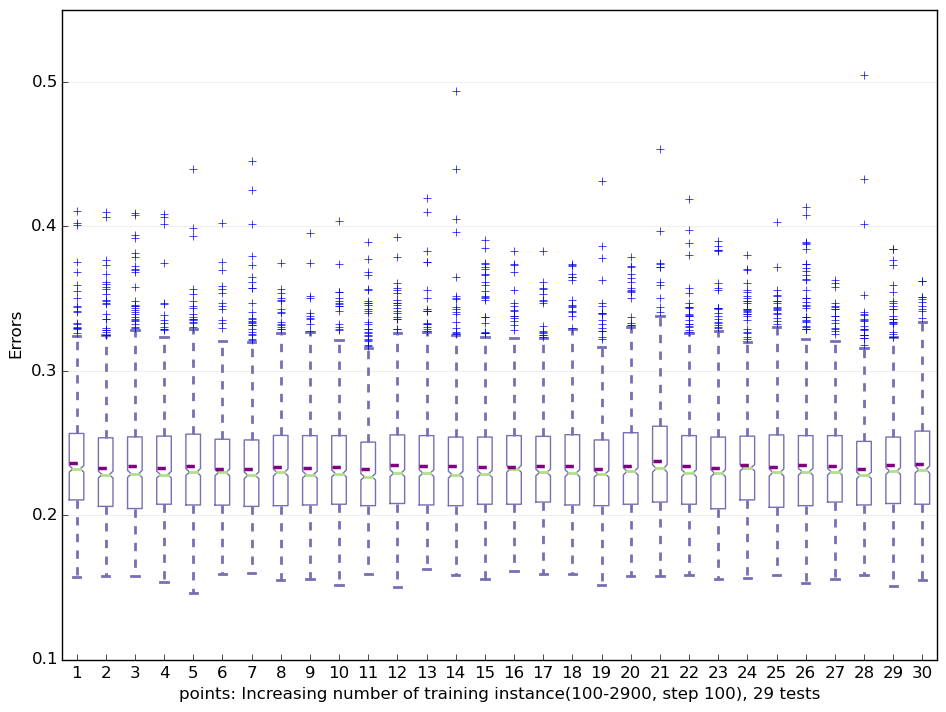 0.5
0.4
0.3
0.2
0.1
Errors
1 2 3 4 5 6 7 8 9 10 11 12 13 14 15 16 17 18 19 20 21 22 23 24 25 26 27 28 29 30
points: Increasing number of training instance(100-2900, step 100), 29 tests